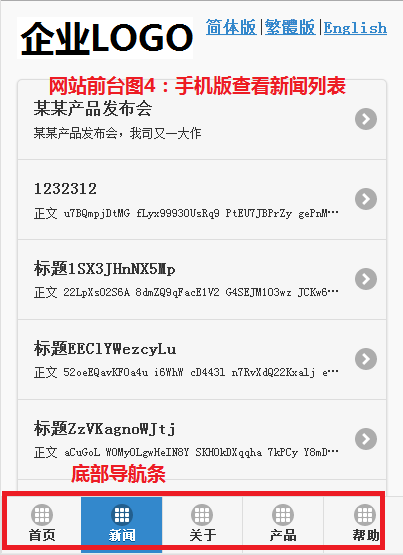 企业LOGO
简体版|繁體版|English
网站前台图4：手机版查看新闻列表
某某产品发布会
某某产品发布会，我司又一大作
1232312
正文 u7BQmpjDtMG fLyx9993OUsRq9 PtEU7JBPrZy gePnM…
标题1SX3JHnNX5Mp
正文 22LpXsO2S6A 8dmZQ9qFacE1V2 G4SEJM1O3wz JCKw6…
标题EEClYWezcyLu
正文 52oeEQavKFOa4u i6WhW cD443l n7RvXdQ22Kxalj e…
标题ZzVKagnoWJtj
正文 aCuGoL WOMyOLgwHeIN8Y SKHOkDXqqha 7kPCy Y8mD…
底部导航条
首页 新闻 关于 产品 帮助